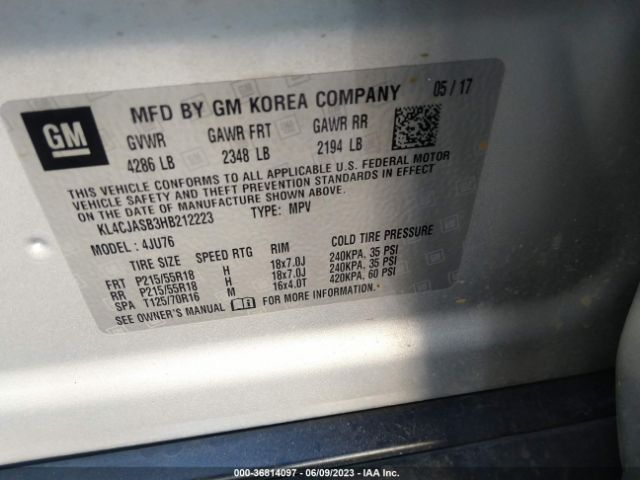 GM
MFD BY GM KOREA COMPANY 05 / 17
GVWR GAWR FRT GAWR RR
4286 LB 2348 LB 2194 LB
THIS VEHICLE CONFORMS TO ALL APPLICABLE U.S. FEDERAL MOTOR
VEHICLE SAFETY AND THEFT PREVENTION STANDARDS IN EFFECT
ON THE DATE OF MANUFACTURE SHOWN ABOVE.
KL4CJASB3HB212223 TYPE: MPV
MODEL: 4JU76
TIRE SIZE SPEED RTG RIM COLD TIRE PRESSURE
FRT P215/55R18 H 18x7.0J 240KPA, 35 PSI
RR P215/55R18 H 18x7.0J 240KPA, 35 PSI
SPA T125/70R16 M 16x4.0T 420KPA, 60 PSI
SEE OWNER'S MANUAL FOR MORE INFORMATION.
000-36814097 - 06/09/2023 - IAA Inc.